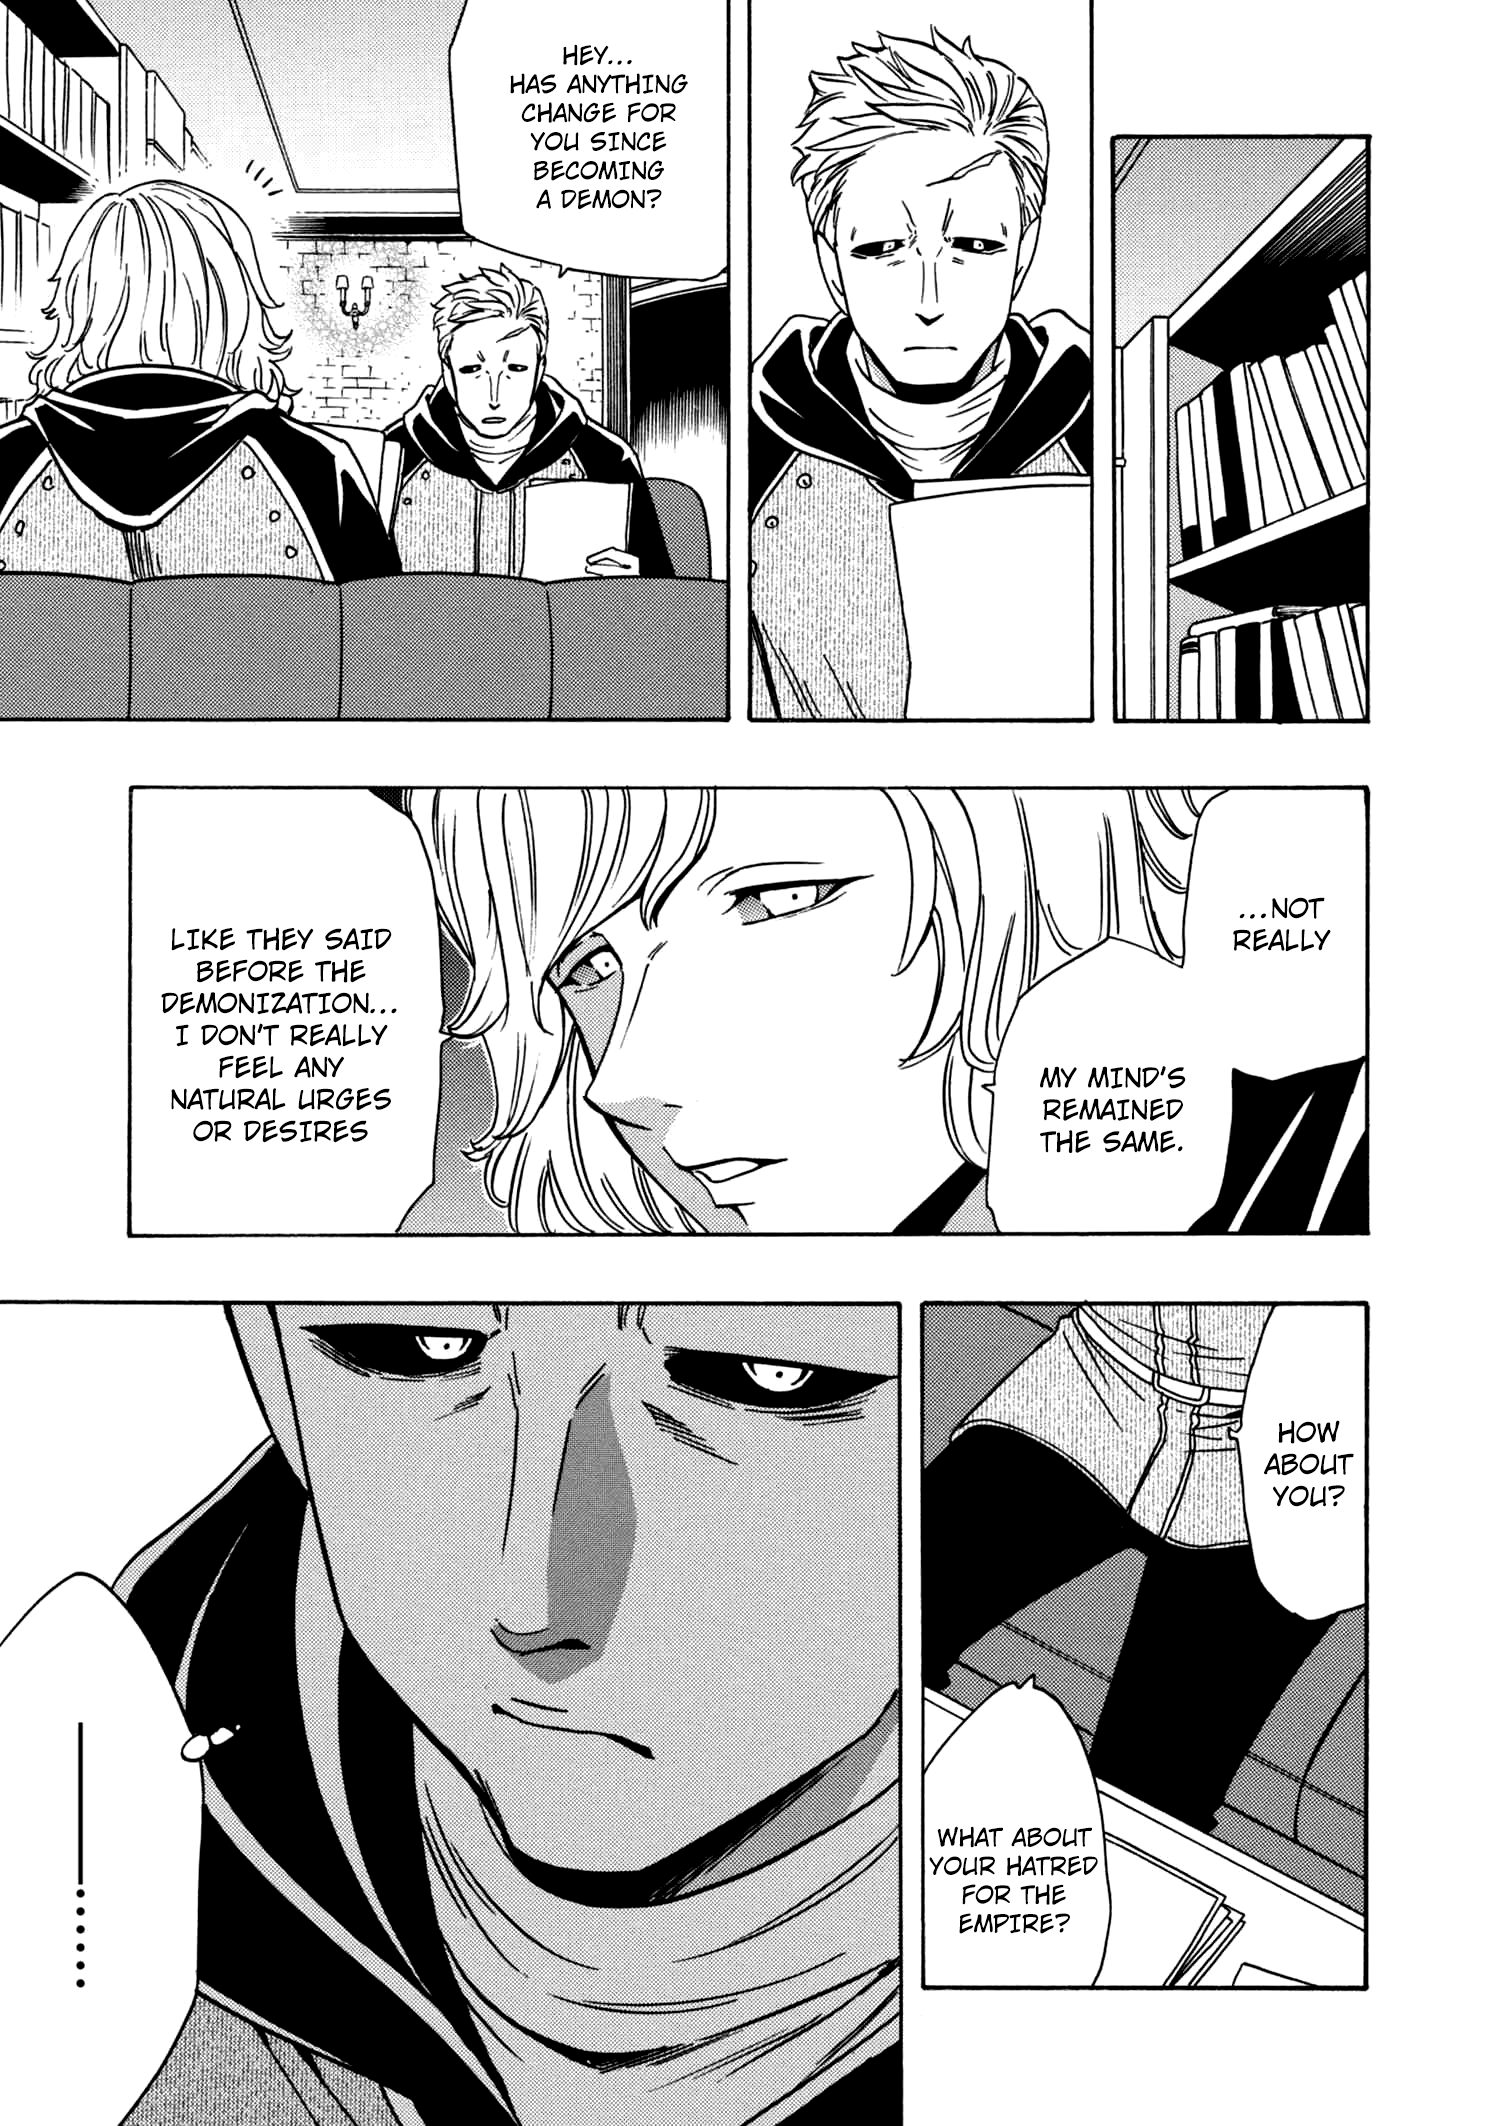 HEY...
HAS ANYTHING
CHANGE FOR
YOU SINCE
BECOMING
A DEMON?
...NOT
REALLY
MY MIND'S
REMAINED
THE SAME.
LIKE THEY SAID
BEFORE THE
DEMONIZATION...
I DON'T REALLY
FEEL ANY
NATURAL URGES
OR DESIRES
HOW
ABOUT
YOU?
WHAT ABOUT
YOUR HATRED
FOR THE
EMPIRE?
——......